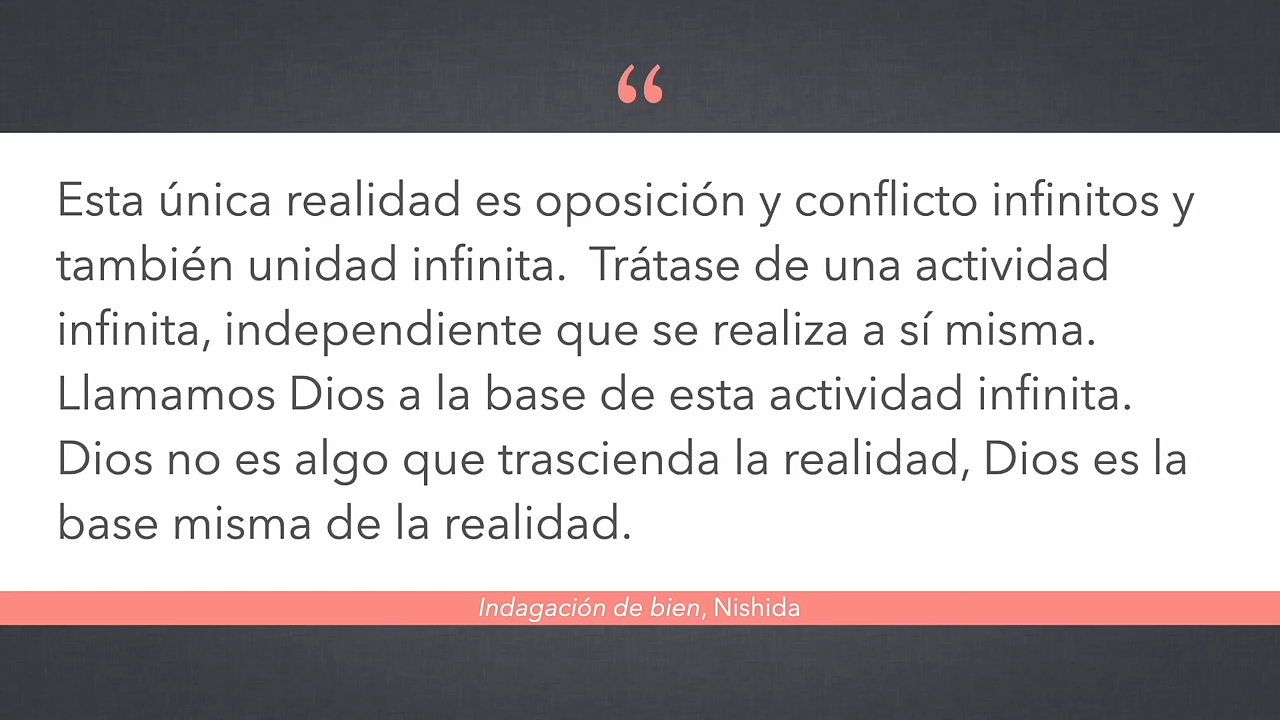 “
Esta única realidad es oposición y conflicto infinitos y
también unidad infinita.  Trátase de una actividad
infinita, independiente que se realiza a sí misma.
Llamamos Dios a la base de esta actividad infinita.
Dios no es algo que trascienda la realidad, Dios es la
base misma de la realidad.
Indagación de bien, Nishida